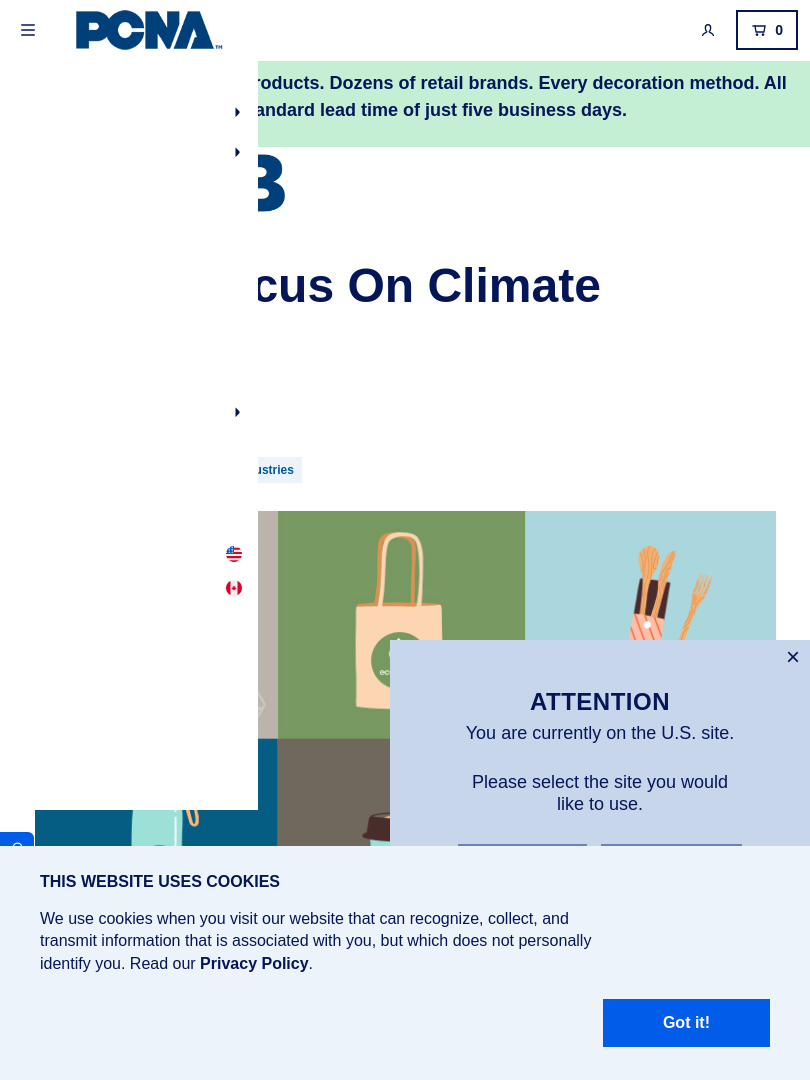 PCNA™
0
roducts. Dozens of retail brands. Every decoration method. All
andard lead time of just five business days.
cus On Climate
ustries
ATTENTION
You are currently on the U.S. site.
Please select the site you would
like to use.
THIS WEBSITE USES COOKIES
We use cookies when you visit our website that can recognize, collect, and
transmit information that is associated with you, but which does not personally
identify you. Read our Privacy Policy.
Got it!